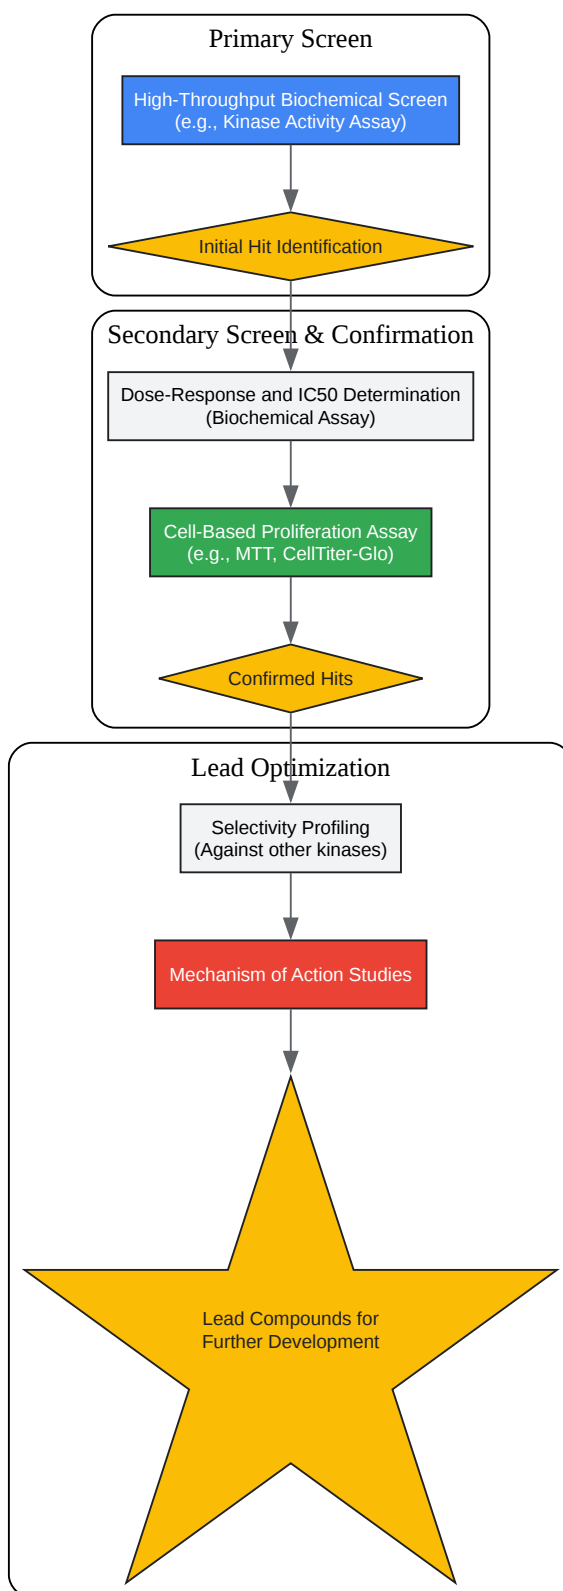 Primary Screen
High-Throughput Biochemical Screen
(e.g., Kinase Activity Assay)
Initial Hit Identification
Secondary Screen & Confirmation
Dose-Response and IC50 Determination
(Biochemical Assay)
Cell-Based Proliferation Assay
(e.g., MTT, CellTiter-Glo)
Confirmed Hits
Lead Optimization
Selectivity Profiling
(Against other kinases)
Mechanism of Action Studies
Lead Compounds for
Further Development